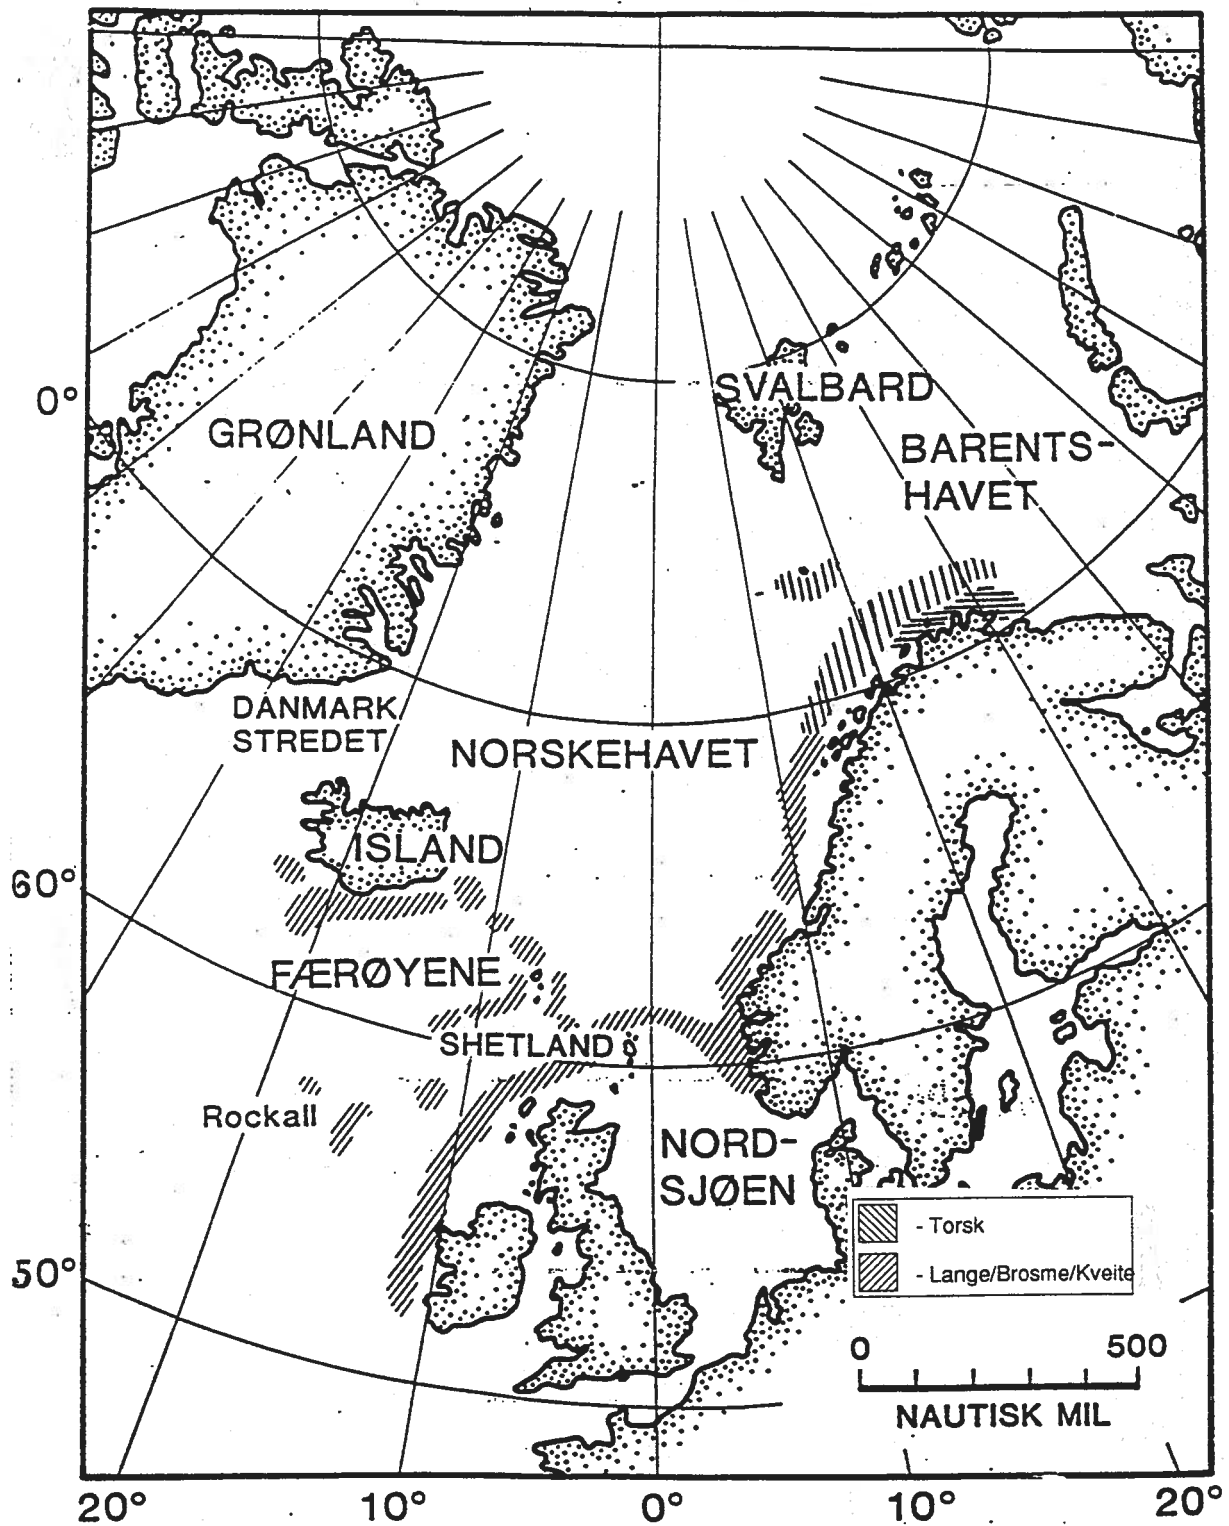 0°
GRØNLAND
SVALBARD
BARENTS-
HAVET
DANMARK
STREDET
NORSKEHAVET
ISLAND
60°
FÆRØYENE
SHETLAND
Rockall
NORD-
SJØEN
- Torsk
- Lange/Brosme/Kveite
50°
0 500
NAUTISK MIL
20° 10° 0° 10° 20°